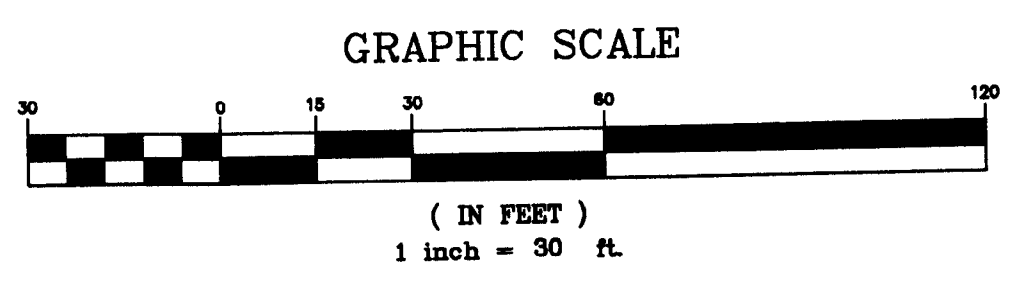 GRAPHIC SCALE
30 0 15 30 60 120
( IN FEET )
1 inch = 30 ft.